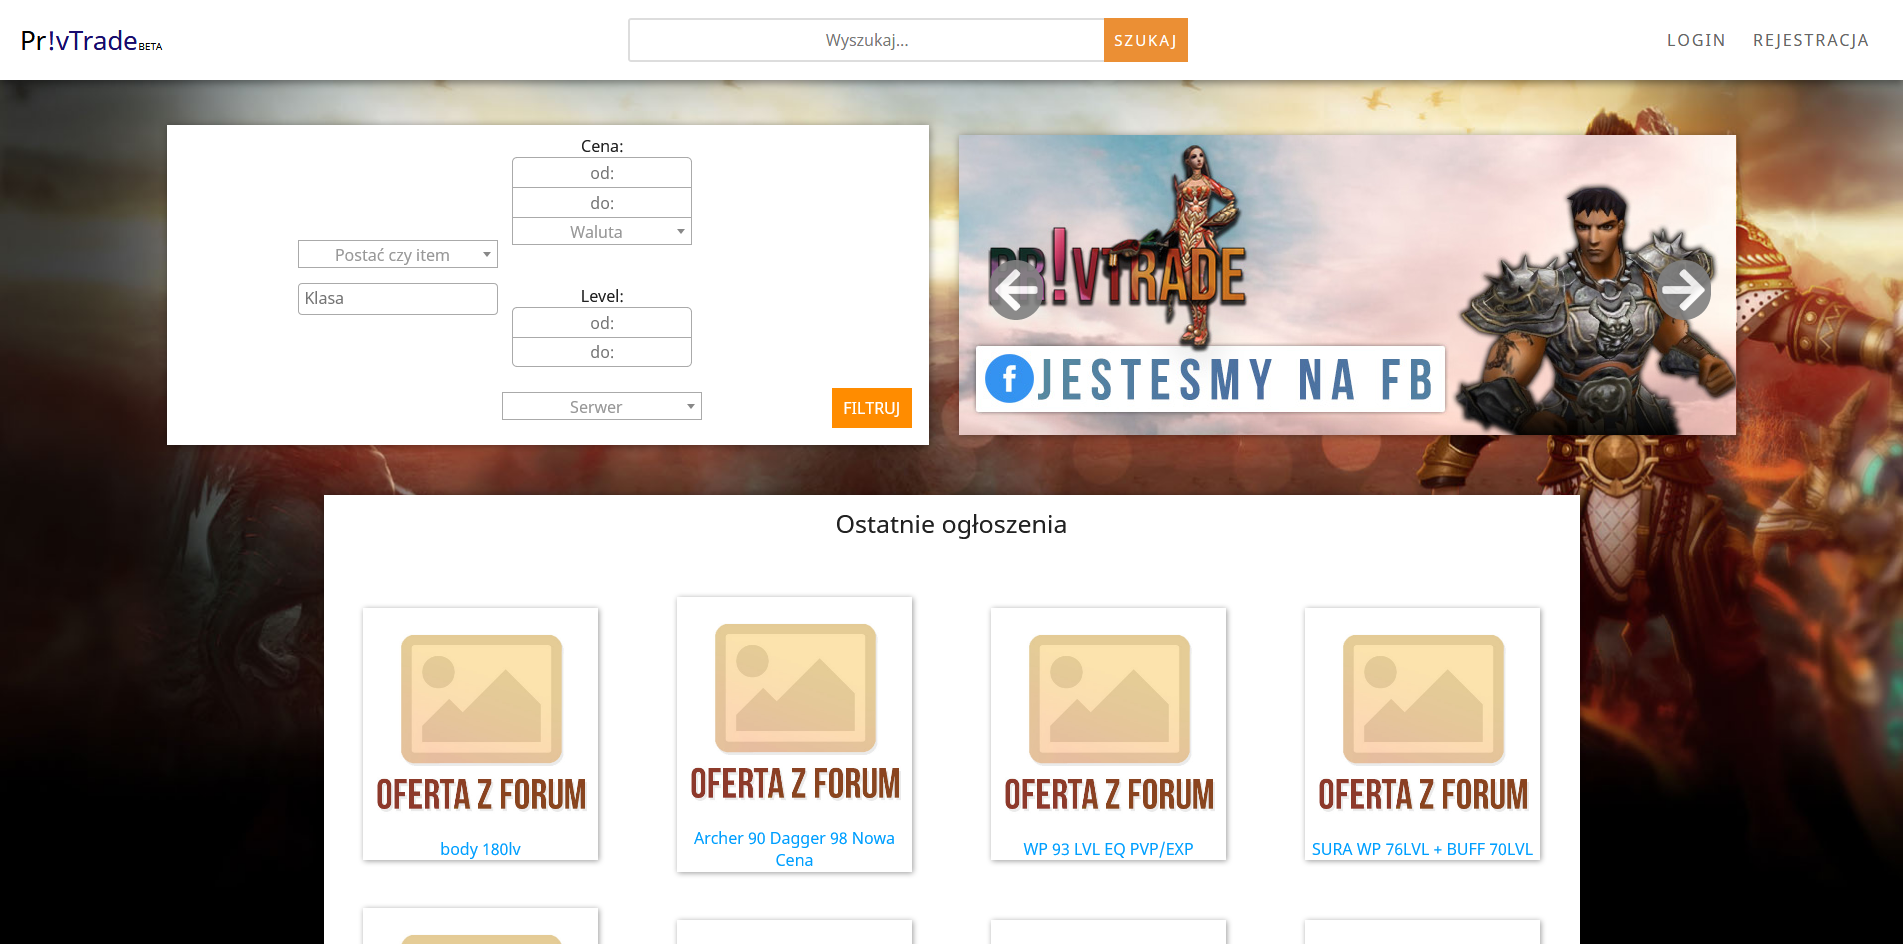 Pr!vTradeBETA
Wyszukaj...
SZUKAJ
LOGIN
REJESTRACJA
Cena:
od:
do:
Waluta
Postać czy item
Klasa
Level:
od:
do:
Serwer
FILTRUJ
PR!VTRADE
f JESTESMY NA FB
Ostatnie ogłoszenia
OFERTA Z FORUM
body 180lv
OFERTA Z FORUM
Archer 90 Dagger 98 Nowa
Cena
OFERTA Z FORUM
WP 93 LVL EQ PVP/EXP
OFERTA Z FORUM
SURA WP 76LVL + BUFF 70LVL